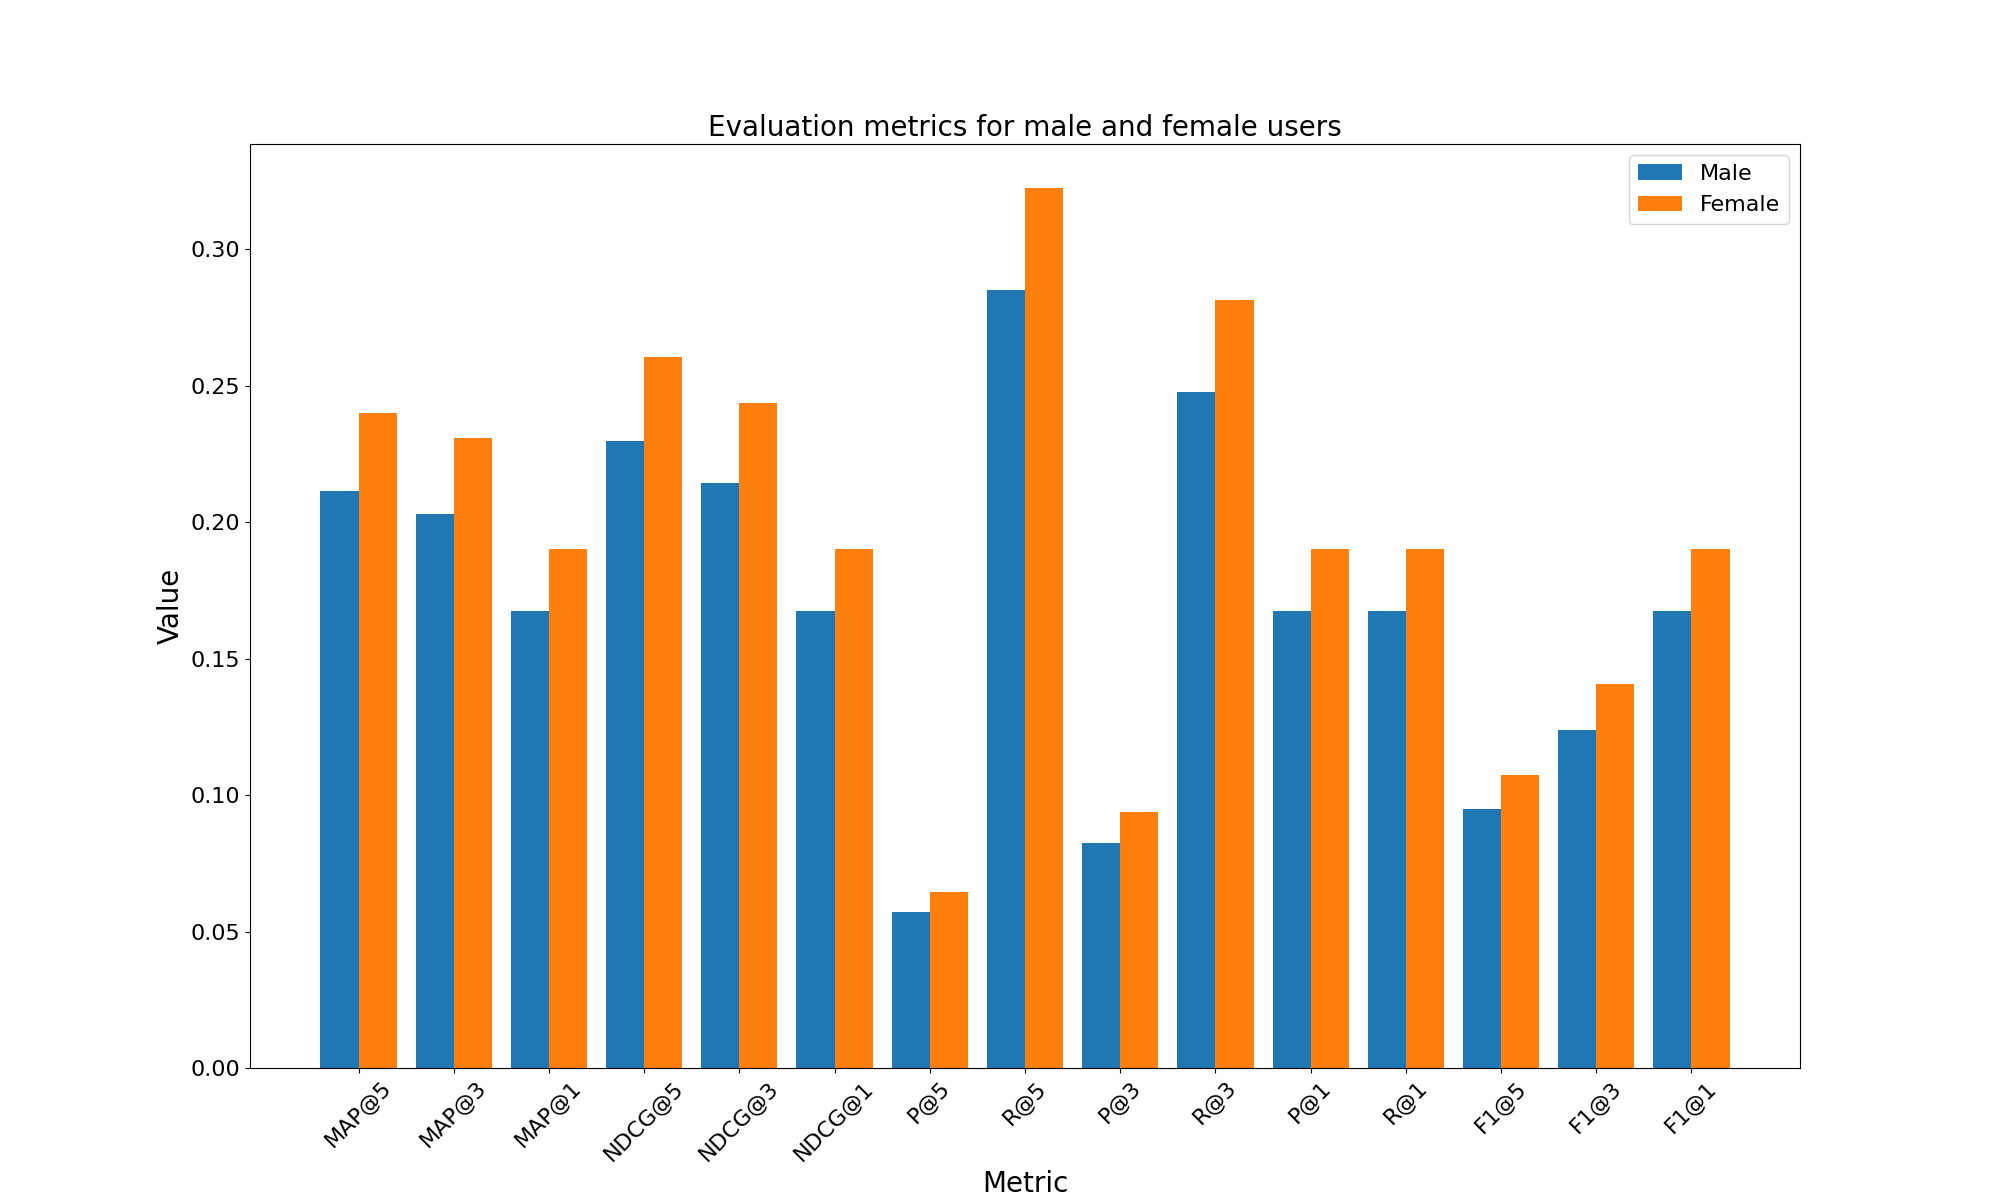 Evaluation metrics for male and female users
Male
Female
Value
0.30
0.25
0.20
0.15
0.10
0.05
0.00
MAP@5
MAP@3
MAP@1
NDCG@5
NDCG@3
NDCG@1
P@5
R@5
P@3
R@3
P@1
R@1
F1@5
F1@3
F1@1
Metric